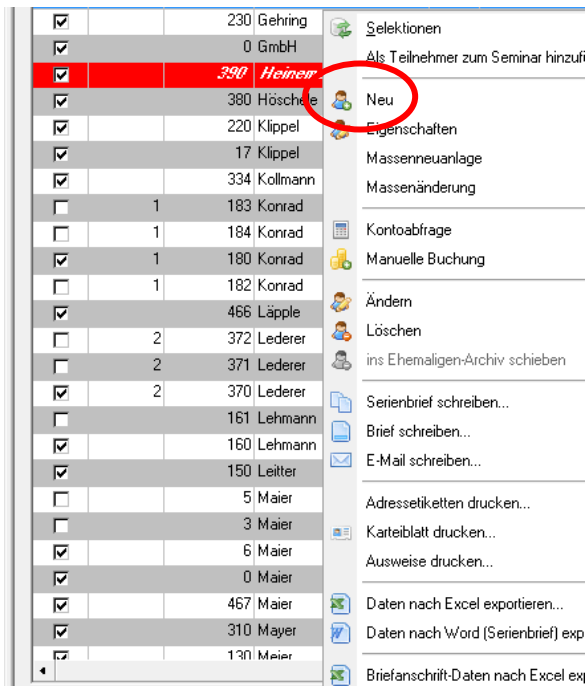 230 Gehring
0 GmbH
390
380 Höschele
220 Klippel
17 Klippel
334 Kollmann
1 183 Konrad
1 184 Konrad
1 180 Konrad
1 182 Konrad
466 Läpple
2 372 Lederer
2 371 Lederer
2 370 Lederer
161 Lehmann
160 Lehmann
150 Leitter
5 Maier
3 Maier
6 Maier
0 Maier
467 Maier
310 Mayer
130 Meier
Selektionen
Als Teilnehmer zum Seminar hinzufü
Neu
Eigenschaften
Massenneuanlage
Massenänderung
Kontoabfrage
Manuelle Buchung
Ändern
Löschen
ins Ehemaligen-Archiv schieben
Serienbrief schreiben...
Brief schreiben...
E-Mail schreiben...
Adressetiketten drucken...
Karteiblatt drucken...
Ausweise drucken...
Daten nach Excel exportieren...
Daten nach Word (Serienbrief) exp
Briefanschrift-Daten nach Excel exp